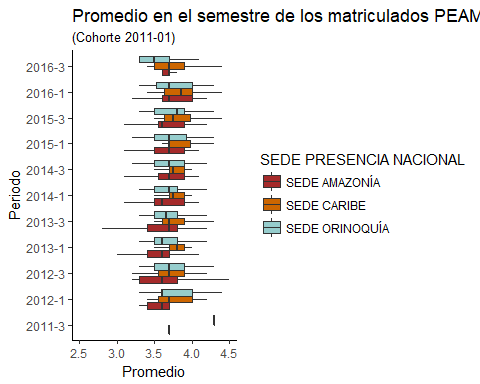 Promedio en el semestre de los matriculados PEAM
(Cohorte 2011-01)
Periodo
2016-3
2016-1
2015-3
2015-1
2014-3
2014-1
2013-3
2013-1
2012-3
2012-1
2011-3
2.5 3.0 3.5 4.0 4.5
Promedio
SEDE PRESENCIA NACIONAL
SEDE AMAZONÍA
SEDE CARIBE
SEDE ORINOQUÍA